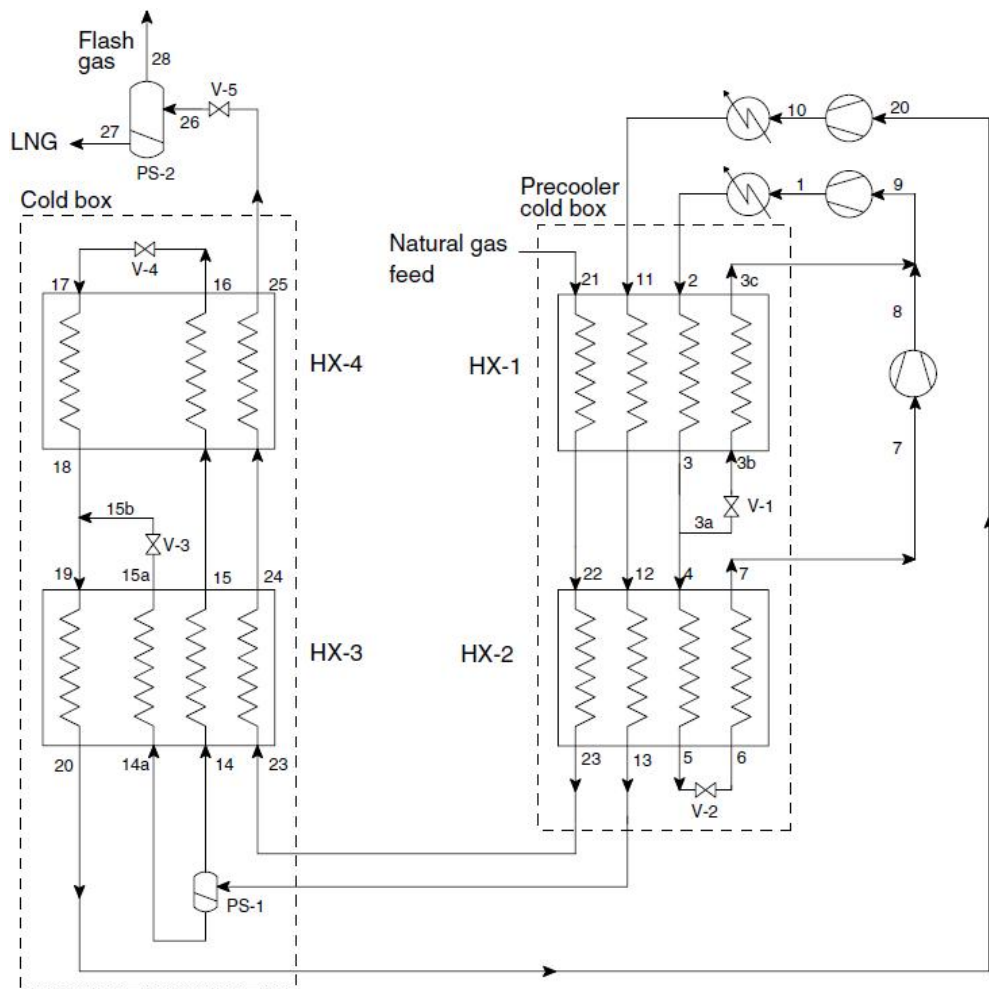 Flash
gas
28
V-5
26
27
LNG
PS-2
10
20
1
9
Cold box
Precooler
cold box
Natural gas
feed
V-4
17
16
25
21
11
2
3c
8
HX-4
HX-1
18
3
3b
7
15b
V-3
3a
V-1
19
15a
15
24
22
12
4
7
HX-3
HX-2
20
14a
14
23
23
13
5
6
V-2
PS-1